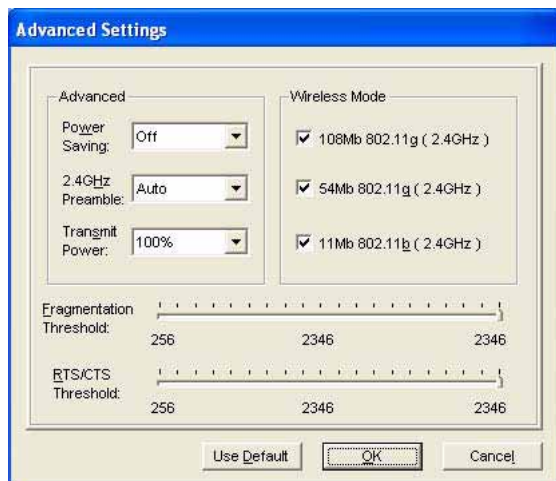 Advanced Settings
Advanced
Power Saving:
Off
2.4GHz Preamble:
Auto
Transmit Power:
100%
Wireless Mode
108Mb 802.11g ( 2.4GHz )
54Mb 802.11g ( 2.4GHz )
11Mb 802.11b ( 2.4GHz )
Fragmentation Threshold:
256 2346 2346
RTS/CTS Threshold:
256 2346 2346
Use Default OK Cancel